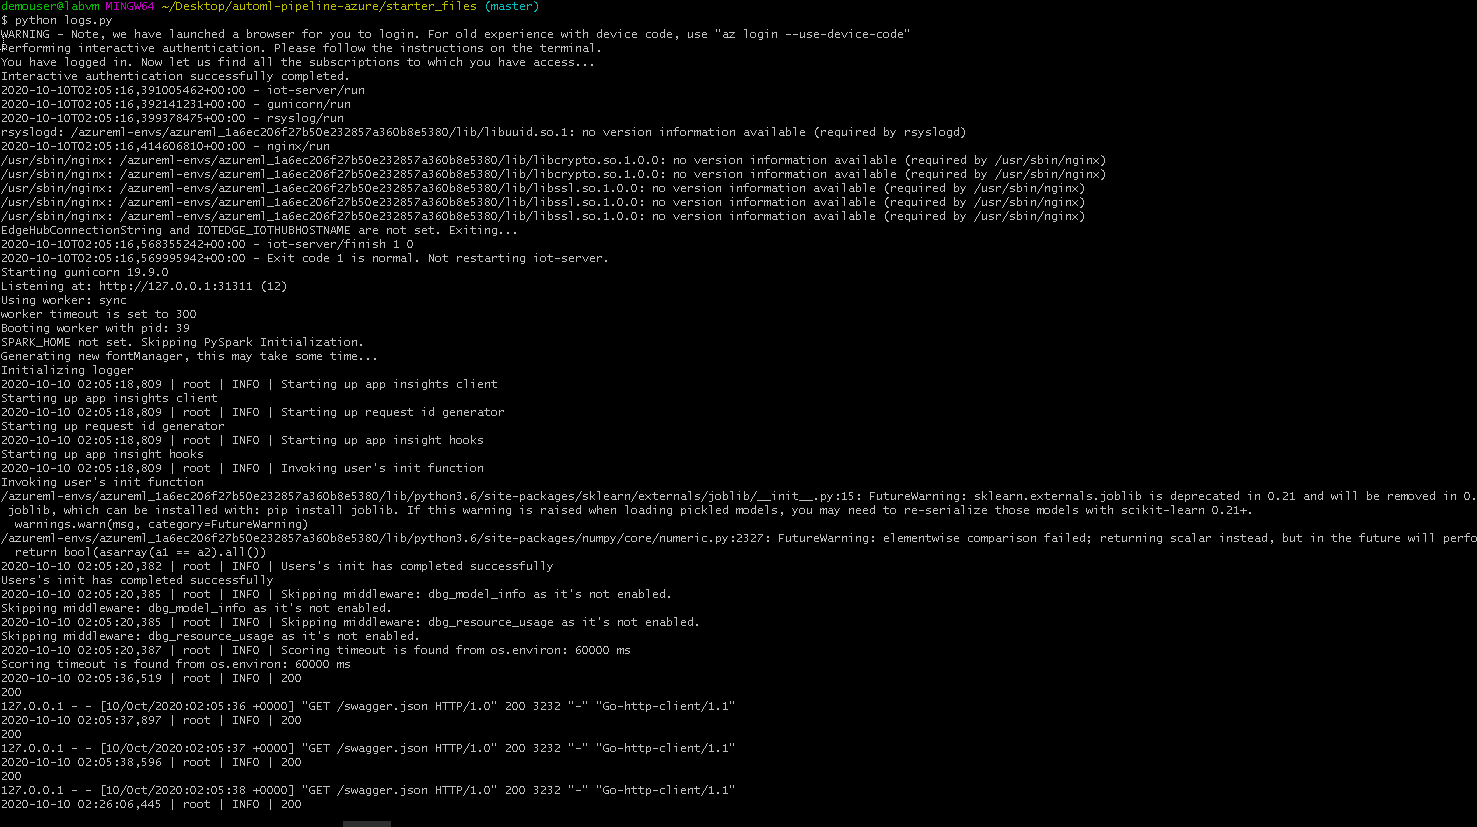 demouser@labvm MINGW64 ~/Desktop/automl-pipeline-azure/starter_files (master)
$ python logs.py
WARNING - Note, we have launched a browser for you to login. For old experience with device code, use "az login --use-device-code"
Performing interactive authentication. Please follow the instructions on the terminal.
You have logged in. Now let us find all the subscriptions to which you have access...
Interactive authentication successfully completed.
2020-10-10T02:05:16,391005462+00:00 - iot-server/run
2020-10-10T02:05:16,392141231+00:00 - gunicorn/run
2020-10-10T02:05:16,399378475+00:00 - rsyslog/run
rsyslogd: /azureml-envs/azureml_1a6ec206f27b50e232857a360b8e5380/lib/libuuid.so.1: no version information available (required by rsyslogd)
2020-10-10T02:05:16,414606810+00:00 - nginx/run
/usr/sbin/nginx: /azureml-envs/azureml_1a6ec206f27b50e232857a360b8e5380/lib/libcrypto.so.1.0.0: no version information available (required by /usr/sbin/nginx)
/usr/sbin/nginx: /azureml-envs/azureml_1a6ec206f27b50e232857a360b8e5380/lib/libcrypto.so.1.0.0: no version information available (required by /usr/sbin/nginx)
/usr/sbin/nginx: /azureml-envs/azureml_1a6ec206f27b50e232857a360b8e5380/lib/libssl.so.1.0.0: no version information available (required by /usr/sbin/nginx)
/usr/sbin/nginx: /azureml-envs/azureml_1a6ec206f27b50e232857a360b8e5380/lib/libssl.so.1.0.0: no version information available (required by /usr/sbin/nginx)
/usr/sbin/nginx: /azureml-envs/azureml_1a6ec206f27b50e232857a360b8e5380/lib/libssl.so.1.0.0: no version information available (required by /usr/sbin/nginx)
EdgeHubConnectionString and IOTEDGE_IOTHUBHOSTNAME are not set. Exiting...
2020-10-10T02:05:16,568355242+00:00 - iot-server/finish 1 0
2020-10-10T02:05:16,569995942+00:00 - Exit code 1 is normal. Not restarting iot-server.
Starting gunicorn 19.9.0
Listening at: http://127.0.0.1:31311 (12)
Using worker: sync
worker timeout is set to 300
Booting worker with pid: 39
SPARK_HOME not set. Skipping PySpark Initialization.
Generating new fontManager, this may take some time...
Initializing logger
2020-10-10 02:05:18,809 | root | INFO | Starting up app insights client
Starting up app insights client
2020-10-10 02:05:18,809 | root | INFO | Starting up request id generator
Starting up request id generator
2020-10-10 02:05:18,809 | root | INFO | Starting up app insight hooks
Starting up app insight hooks
2020-10-10 02:05:18,809 | root | INFO | Invoking user's init function
Invoking user's init function
/azureml-envs/azureml_1a6ec206f27b50e232857a360b8e5380/lib/python3.6/site-packages/sklearn/externals/joblib/__init__.py:15: FutureWarning: sklearn.externals.joblib is deprecated in 0.21 and will be removed in 0.
joblib, which can be installed with: pip install joblib. If this warning is raised when loading pickled models, you may need to re-serialize those models with scikit-learn 0.21+.
warnings.warn(msg, category=FutureWarning)
/azureml-envs/azureml_1a6ec206f27b50e232857a360b8e5380/lib/python3.6/site-packages/numpy/core/numeric.py:2327: FutureWarning: elementwise comparison failed; returning scalar instead, but in the future will perfo
return bool(asarray(a1 == a2).all())
2020-10-10 02:05:20,382 | root | INFO | Users's init has completed successfully
Users's init has completed successfully
2020-10-10 02:05:20,385 | root | INFO | Skipping middleware: dbg_model_info as it's not enabled.
Skipping middleware: dbg_model_info as it's not enabled.
2020-10-10 02:05:20,385 | root | INFO | Skipping middleware: dbg_resource_usage as it's not enabled.
Skipping middleware: dbg_resource_usage as it's not enabled.
2020-10-10 02:05:20,387 | root | INFO | Scoring timeout is found from os.environ: 60000 ms
Scoring timeout is found from os.environ: 60000 ms
2020-10-10 02:05:36,519 | root | INFO | 200
200
127.0.0.1 - - [10/Oct/2020:02:05:36 +0000] "GET /swagger.json HTTP/1.0" 200 3232 "-" "Go-http-client/1.1"
2020-10-10 02:05:37,897 | root | INFO | 200
200
127.0.0.1 - - [10/Oct/2020:02:05:37 +0000] "GET /swagger.json HTTP/1.0" 200 3232 "-" "Go-http-client/1.1"
2020-10-10 02:05:38,596 | root | INFO | 200
200
127.0.0.1 - - [10/Oct/2020:02:05:38 +0000] "GET /swagger.json HTTP/1.0" 200 3232 "-" "Go-http-client/1.1"
2020-10-10 02:26:06,445 | root | INFO | 200